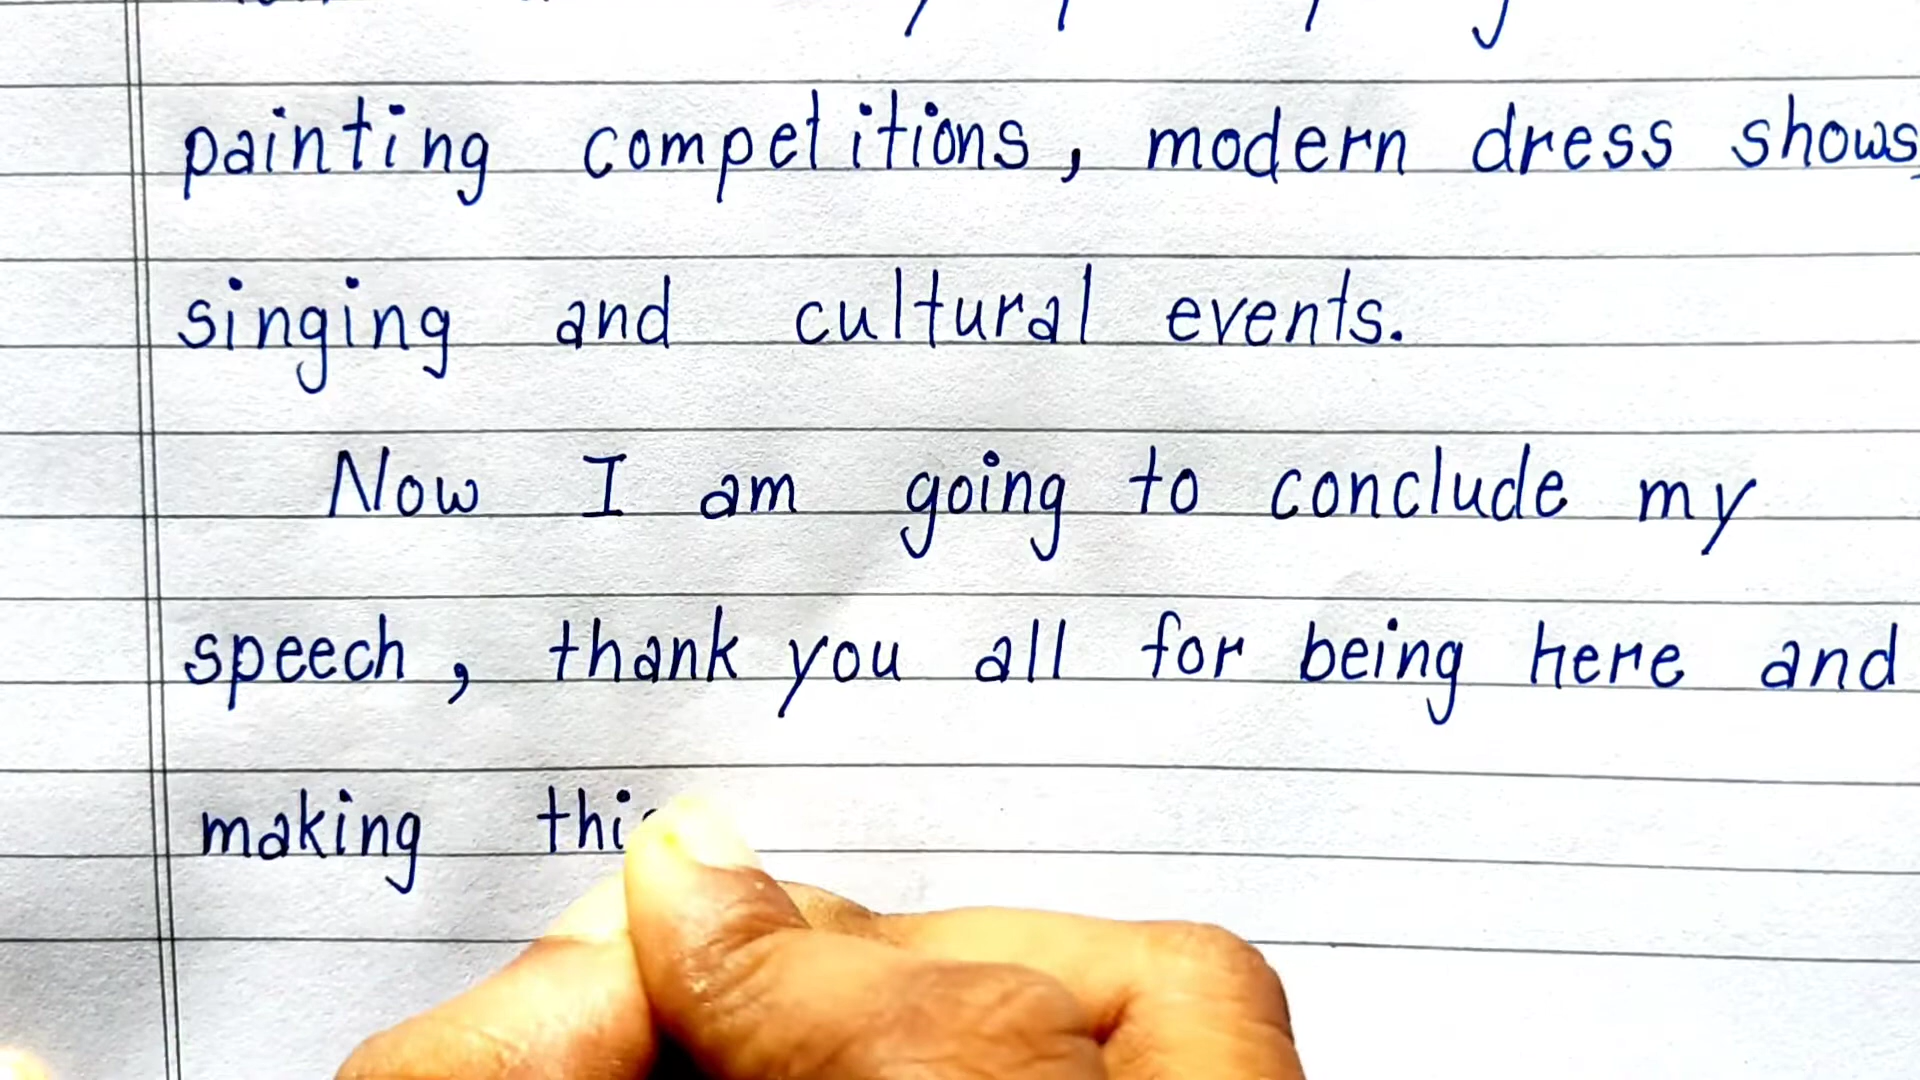 painting competitions, modern dress shows,
singing and cultural events.
Now I am going to conclude my
speech, thank you all for being here and
making